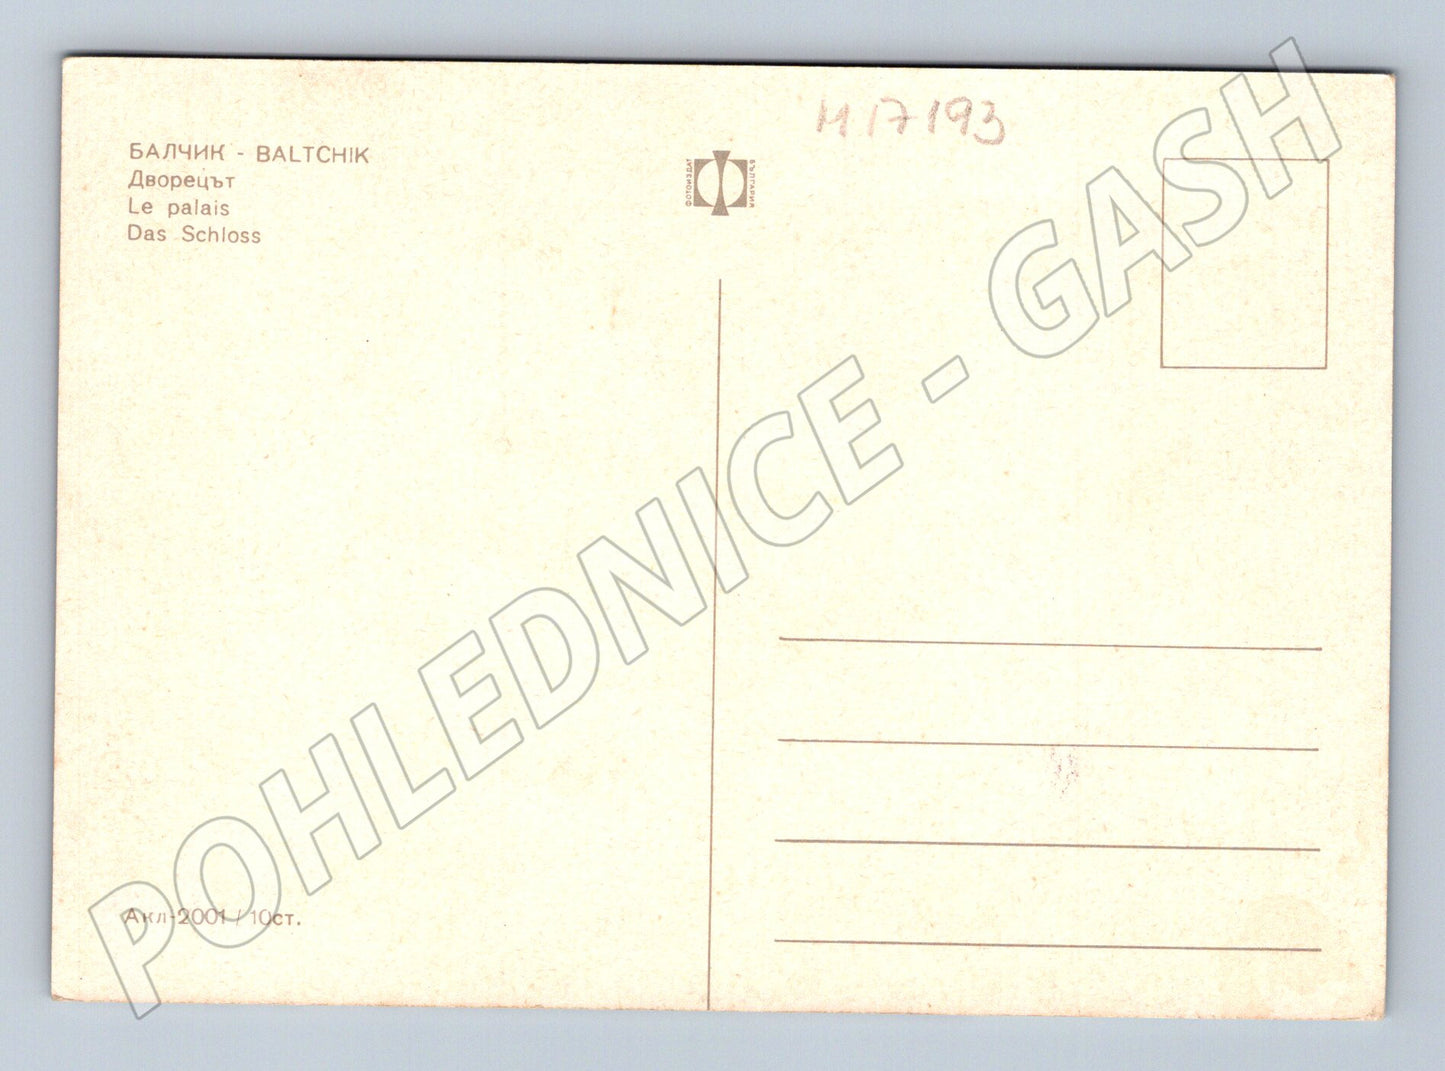 М 17193
БАЛЧИК - BALTCHIK
Дворецът
Le palais
Das Schloss
ФОТОИЗДАТ
БЪЛГАРИЯ
POHLEDNICE - GASH
Акл-2001 / 10ст.